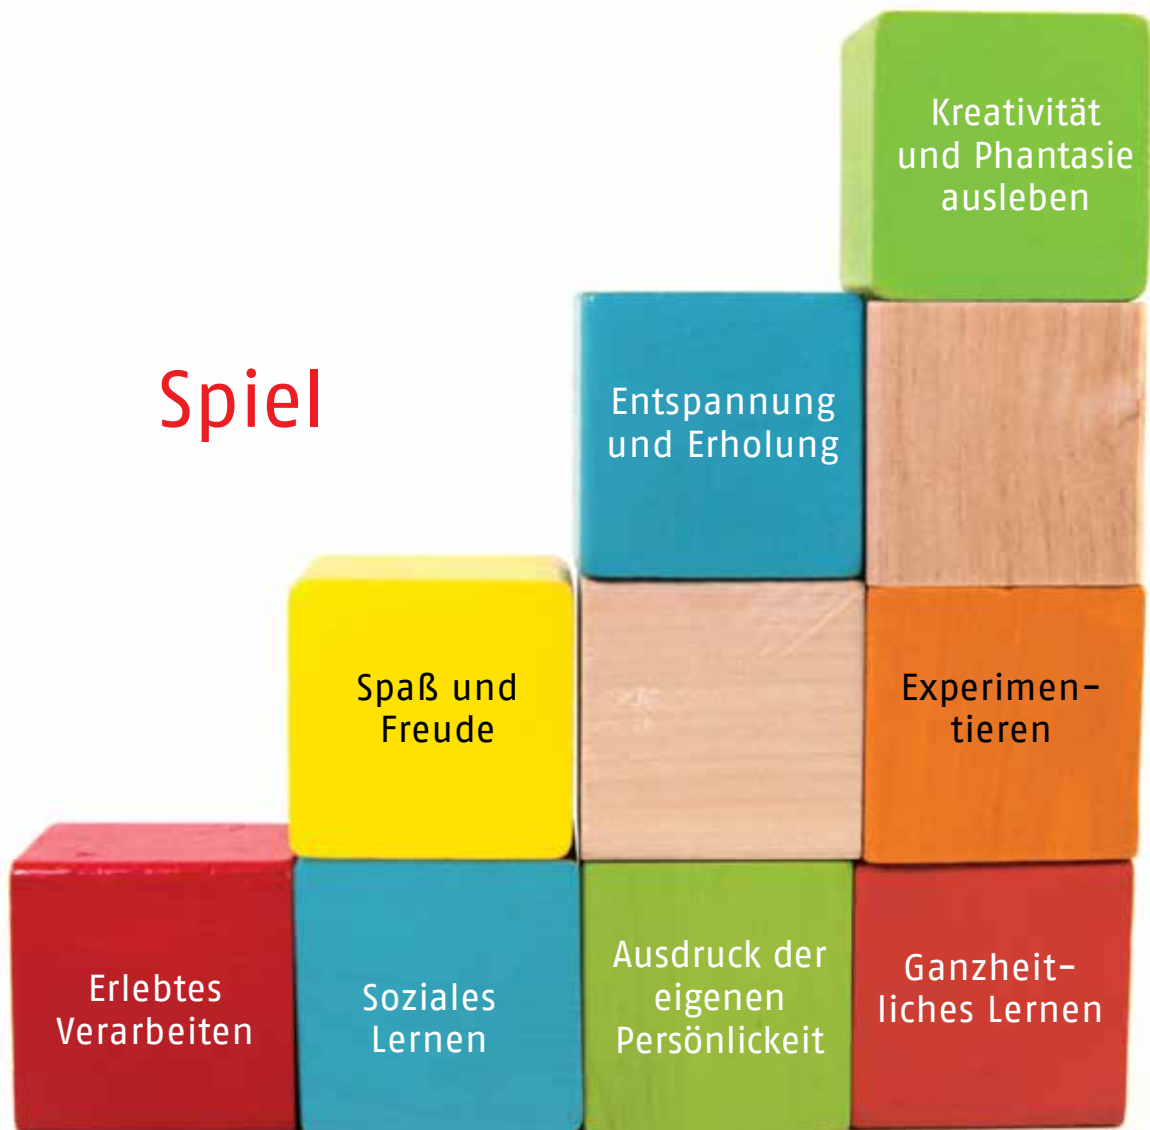 Kreativität
und Phantasie
ausleben
Spiel
Entspannung
und Erholung
Spaß und
Freude
Experimen-
tieren
Erlebtes
Verarbeiten
Soziales
Lernen
Ausdruck der
eigenen
Persönlickeit
Ganzheit-
liches Lernen